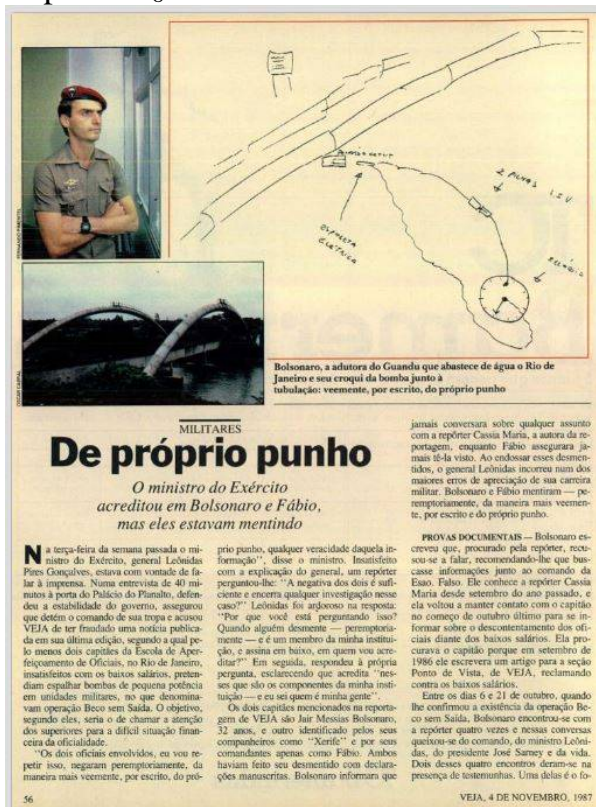 FERNANDO PIMENTEL
OSCAR CABRAL
2 PILHAS 1,5 V
ESPOLETA
ELÉTRICA
RELÓGIO
Bolsonaro, a adutora do Guandu que abastece de água o Rio de
Janeiro e seu croqui da bomba junto à
tubulação: veemente, por escrito, do próprio punho
MILITARES
De próprio punho
O ministro do Exército
acreditou em Bolsonaro e Fábio,
mas eles estavam mentindo
Na terça-feira da semana passada o mi-
nistro do Exército, general Leônidas
Pires Gonçalves, estava com vontade de fa-
lar à imprensa. Numa entrevista de 40 mi-
nutos à porta do Palácio do Planalto, defen-
deu a estabilidade do governo, assegurou
que detém o comando de sua tropa e acusou
VEJA de ter fraudado uma notícia publica-
da em sua última edição, segundo a qual pe-
lo menos dois capitães da Escola de Aper-
feiçoamento de Oficiais, no Rio de Janeiro,
insatisfeitos com os baixos salários, preten-
diam espalhar bombas de pequena potência
em unidades militares, no que denomina-
vam operação Beco sem Saída. O objetivo,
segundo eles, seria o de chamar a atenção
dos superiores para a difícil situação finan-
ceira da oficialidade.
"Os dois oficiais envolvidos, eu vou re-
petir isso, negaram peremptoriamente, da
maneira mais veemente, por escrito, do pró-
prio punho, qualquer veracidade daquela in-
formação", disse o ministro. Insatisfeito
com a explicação do general, um repórter
perguntou-lhe: "A negativa dos dois é sufi-
ciente e encerra qualquer investigação nesse
caso?" Leônidas foi ardoroso na resposta:
"Por que você está perguntando isso?
Quando alguém desmente — peremptoria-
mente — e é um membro da minha institui-
ção, e assina em baixo, em quem vou acre-
ditar?" Em seguida, respondeu à própria
pergunta, esclarecendo que acredita "nes-
ses que são os componentes da minha insti-
tuição — e eu sei quem é minha gente".
Os dois capitães mencionados na reporta-
gem de VEJA são Jair Messias Bolsonaro,
32 anos, e outro identificado pelos seus
companheiros como "Xerife" e por seus
comandantes apenas como Fábio. Ambos
haviam feito seu desmentido com declara-
ções manuscritas. Bolsonaro informara que
jamais conversara sobre qualquer assunto
com a repórter Cassia Maria, a autora da re-
portagem, enquanto Fábio assegurara ja-
mais tê-la visto. Ao endossar esses desmen-
tidos, o general Leônidas incorreu num dos
maiores erros de apreciação de sua carreira
militar. Bolsonaro e Fábio mentiram — pe-
remptoriamente, da maneira mais veemen-
te, por escrito e do próprio punho.
PROVAS DOCUMENTAIS — Bolsonaro es-
creveu que, procurado pela repórter, recu-
sou-se a falar, recomendando-lhe que bus-
casse informações junto ao comando da
Esao. Falso. Ele conhece a repórter Cássia
Maria desde setembro do ano passado, e
ela voltou a manter contato com o capitão
no começo de outubro último para se in-
formar sobre o descontentamento dos ofi-
ciais diante dos baixos salários. Ela pro-
curava o capitão porque em setembro de
1986 ele escrevera um artigo para a seção
Ponto de Vista, de VEJA, reclamando
contra os baixos salários.
Entre os dias 6 e 21 de outubro, quando
lhe confirmou a existência da operação Be-
co sem Saída, Bolsonaro encontrou-se com
a repórter quatro vezes e nessas conversas
queixou-se do comando, do ministro Leôni-
das, do presidente José Sarney e da vida.
Dois desses quatro encontros deram-se na
presença de testemunhas. Uma delas é o fo-
56
VEJA, 4 DE NOVEMBRO, 1987